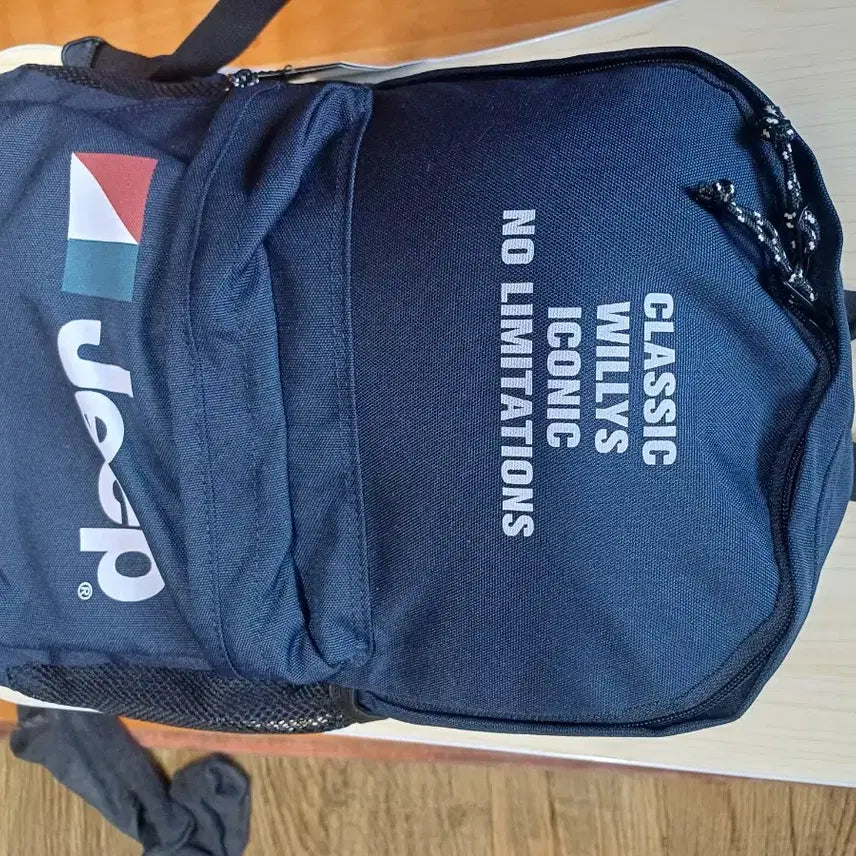 CLASSIC
WILLYS
ICONIC
NO LIMITATIONS
Jeep®